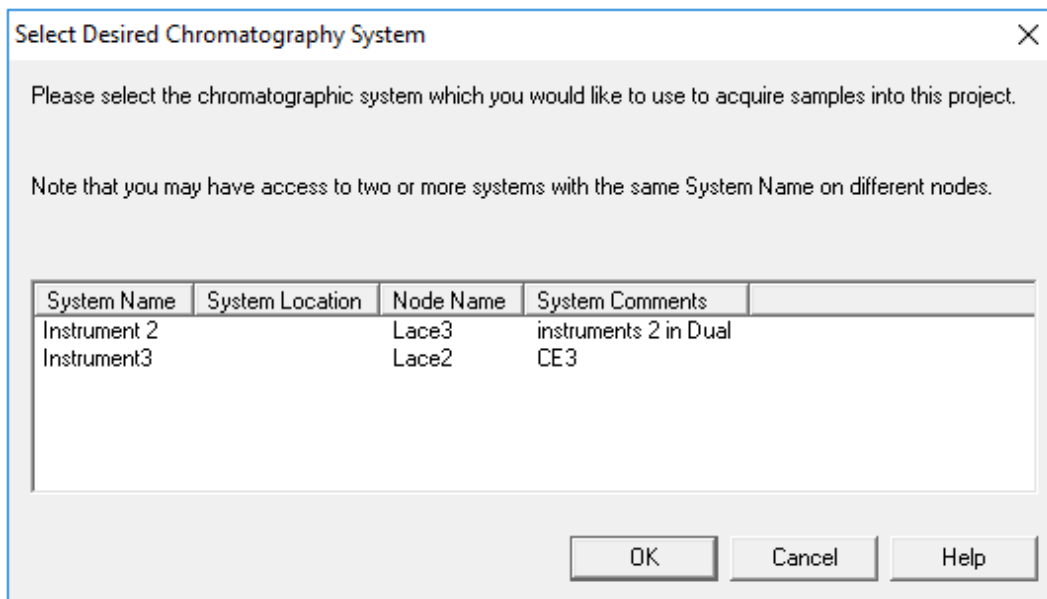 Select Desired Chromatography System
Please select the chromatographic system which you would like to use to acquire samples into this project.
Note that you may have access to two or more systems with the same System Name on different nodes.
System Name System Location Node Name System Comments
Instrument 2 Lace3 instruments 2 in Dual
Instrument3 Lace2 CE3
OK Cancel Help